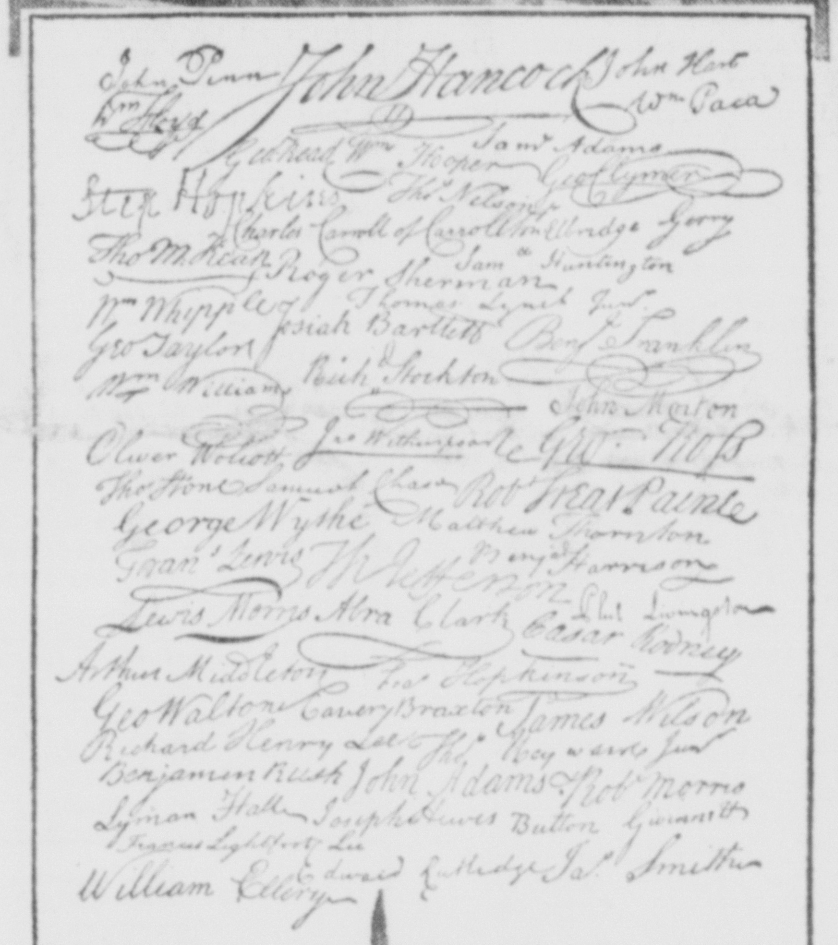 John Penn John Hancock John Hart
Wm Floyd Wm Paca
Saml Adams
Geo Read Wm Hooper Geo Clymer
Step Hopkins Thos Nelson jr
Charles Carroll of Carrollton Elbridge Gerry
Tho M. Kean Saml Huntington
Roger Sherman
Wm Whipple Thomas Lynch Junr
Josiah Bartlett Benj Franklin
Geo Taylor
Wm Williams Richd Stockton
John Morton
Oliver Wolcott Jno Witherspoon Geo. Ross
Thos Stone Samuel Chase Robt Treat Paine
George Wythe Matthew Thornton
Frans Lewis Th Jefferson Benja Harrison
Lewis Morris Abra Clark Phil Livingston
Cæsar Rodney
Arthur Middleton Fras Hopkinson
Geo Walton Carter Braxton James Wilson
Richard Henry Lee Thos Heyward Junr
Benjamin Rush John Adams Robt Morris
Lyman Hall Joseph Hewes Button Gwinnett
Francis Lightfoot Lee
William Ellery Edward Rutledge Jas Smith